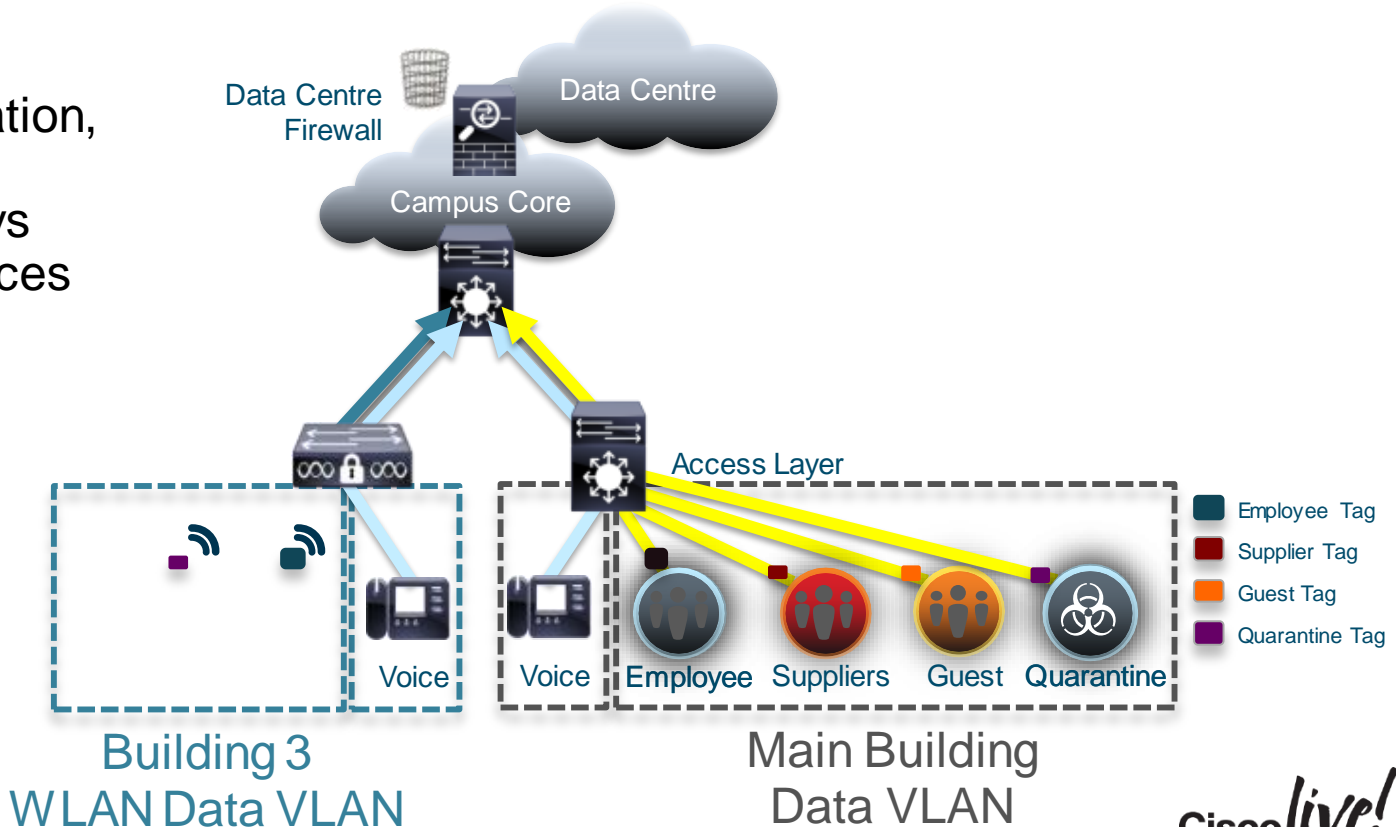 ation,
ys
ces
Data Centre
Firewall
Data Centre
Campus Core
Access Layer
Employee Tag
Supplier Tag
Guest Tag
Quarantine Tag
Voice
Voice
Employee
Suppliers
Guest
Quarantine
Building 3
WLAN Data VLAN
Main Building
Data VLAN
Cisco live!